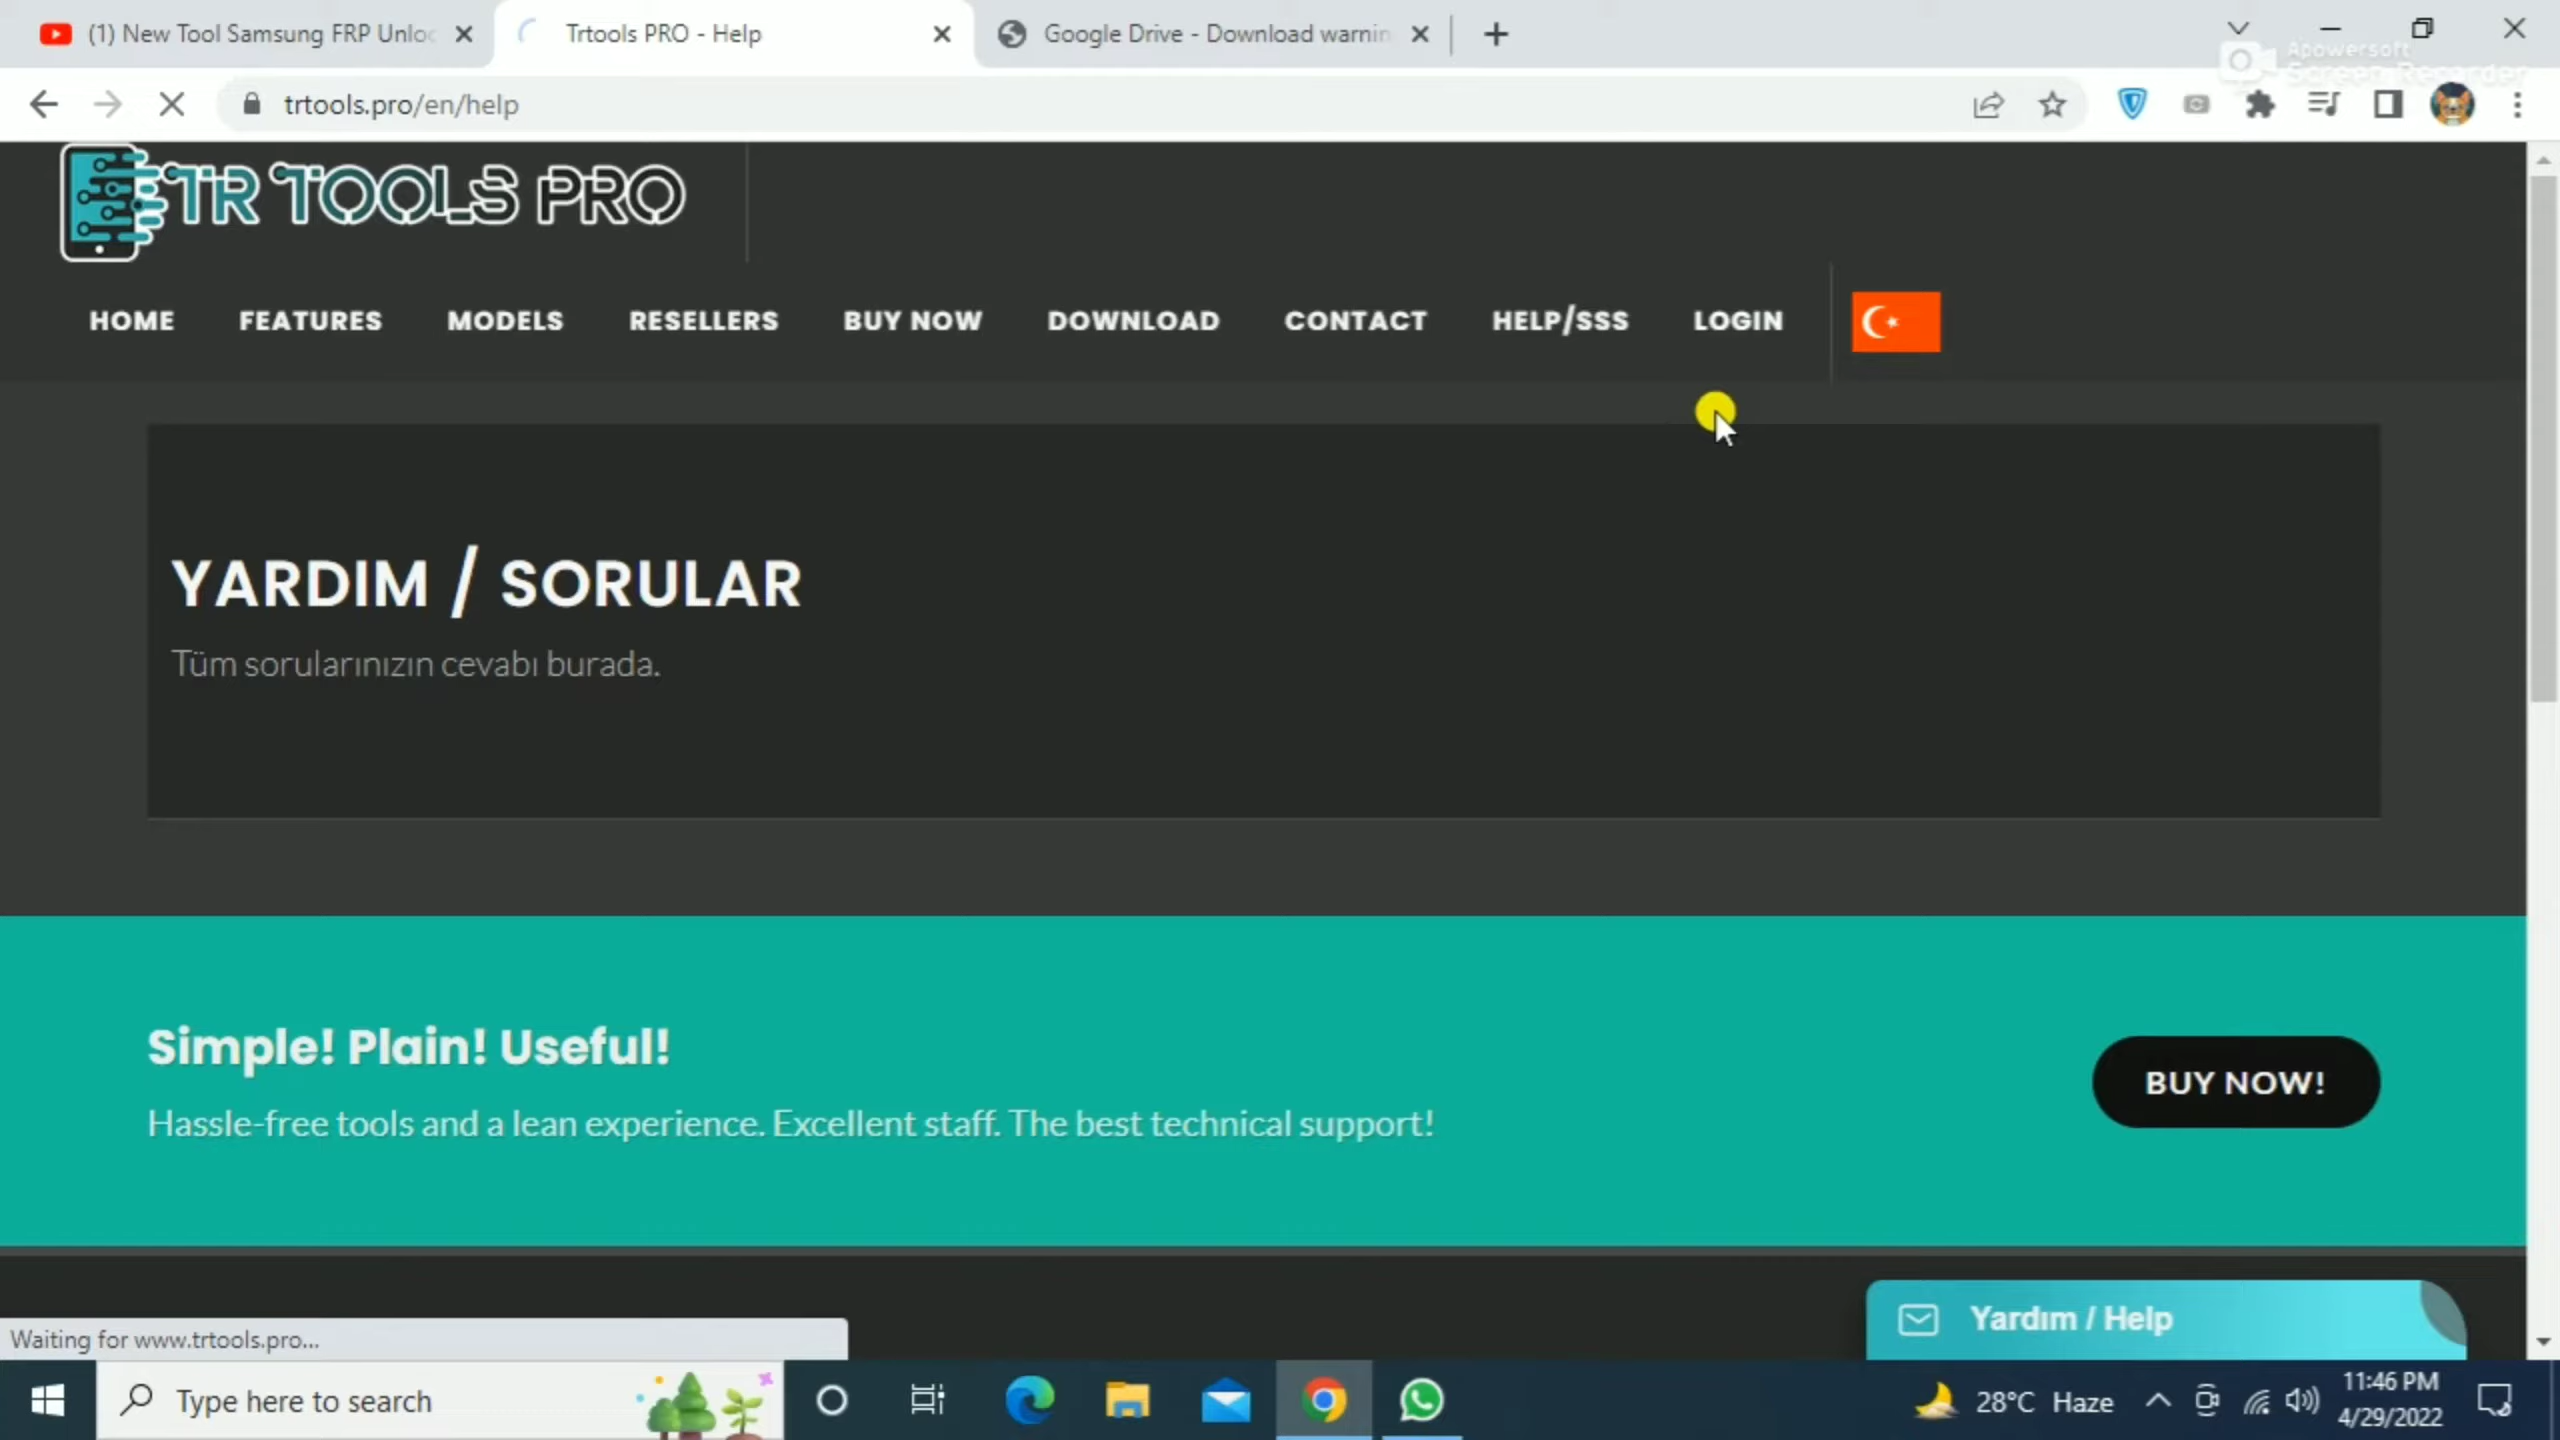 (1) New Tool Samsung FRP Unloc
Trtools PRO - Help
Google Drive - Download warnin
Apowersoft
Screen Recorder
trtools.pro/en/help
TR TOOLS PRO
HOME
FEATURES
MODELS
RESELLERS
BUY NOW
DOWNLOAD
CONTACT
HELP/SSS
LOGIN
YARDIM / SORULAR
Tüm sorularınızın cevabı burada.
Simple! Plain! Useful!
Hassle-free tools and a lean experience. Excellent staff. The best technical support!
BUY NOW!
Yardım / Help
Waiting for www.trtools.pro...
Type here to search
28°C Haze
11:46 PM
4/29/2022